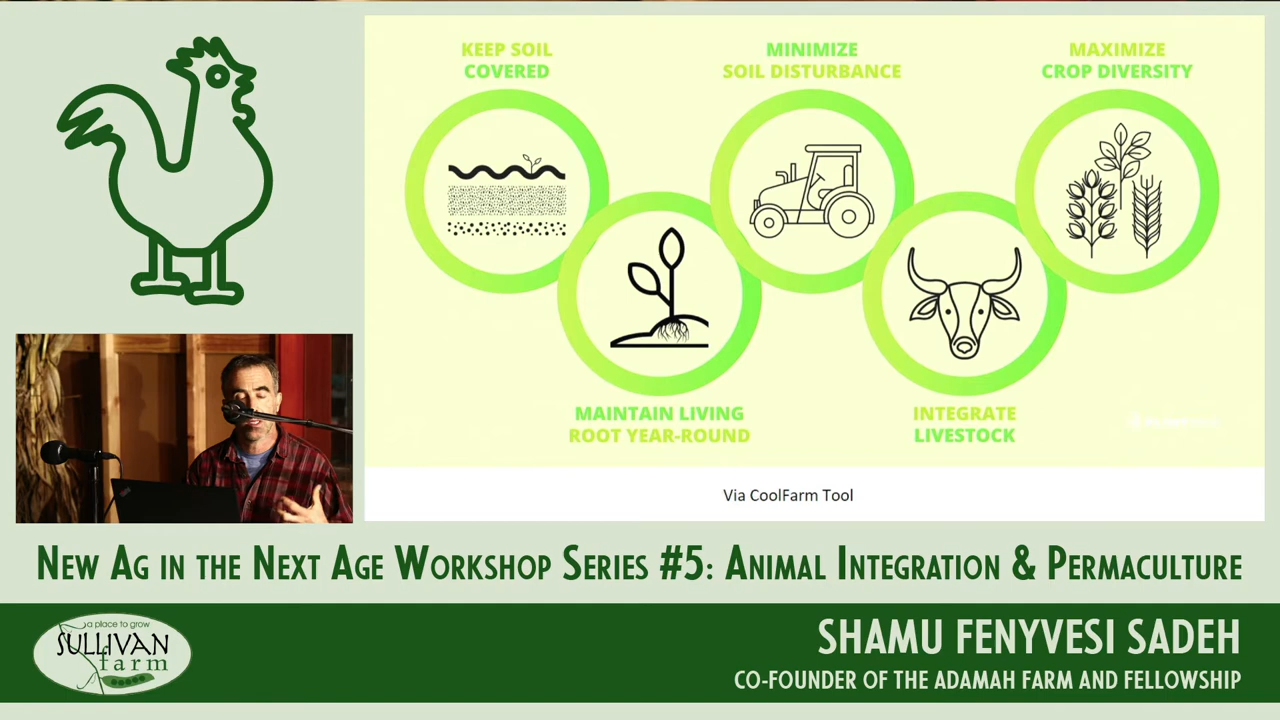 KEEP SOIL
COVERED
MINIMIZE
SOIL DISTURBANCE
MAXIMIZE
CROP DIVERSITY
MAINTAIN LIVING
ROOT YEAR-ROUND
INTEGRATE
LIVESTOCK
Via CoolFarm Tool
NEW AG IN THE NEXT AGE WORKSHOP SERIES #5: ANIMAL INTEGRATION & PERMACULTURE
a place to grow
SULLIVAN
farm
SHAMU FENYVESI SADEH
CO-FOUNDER OF THE ADAMAH FARM AND FELLOWSHIP